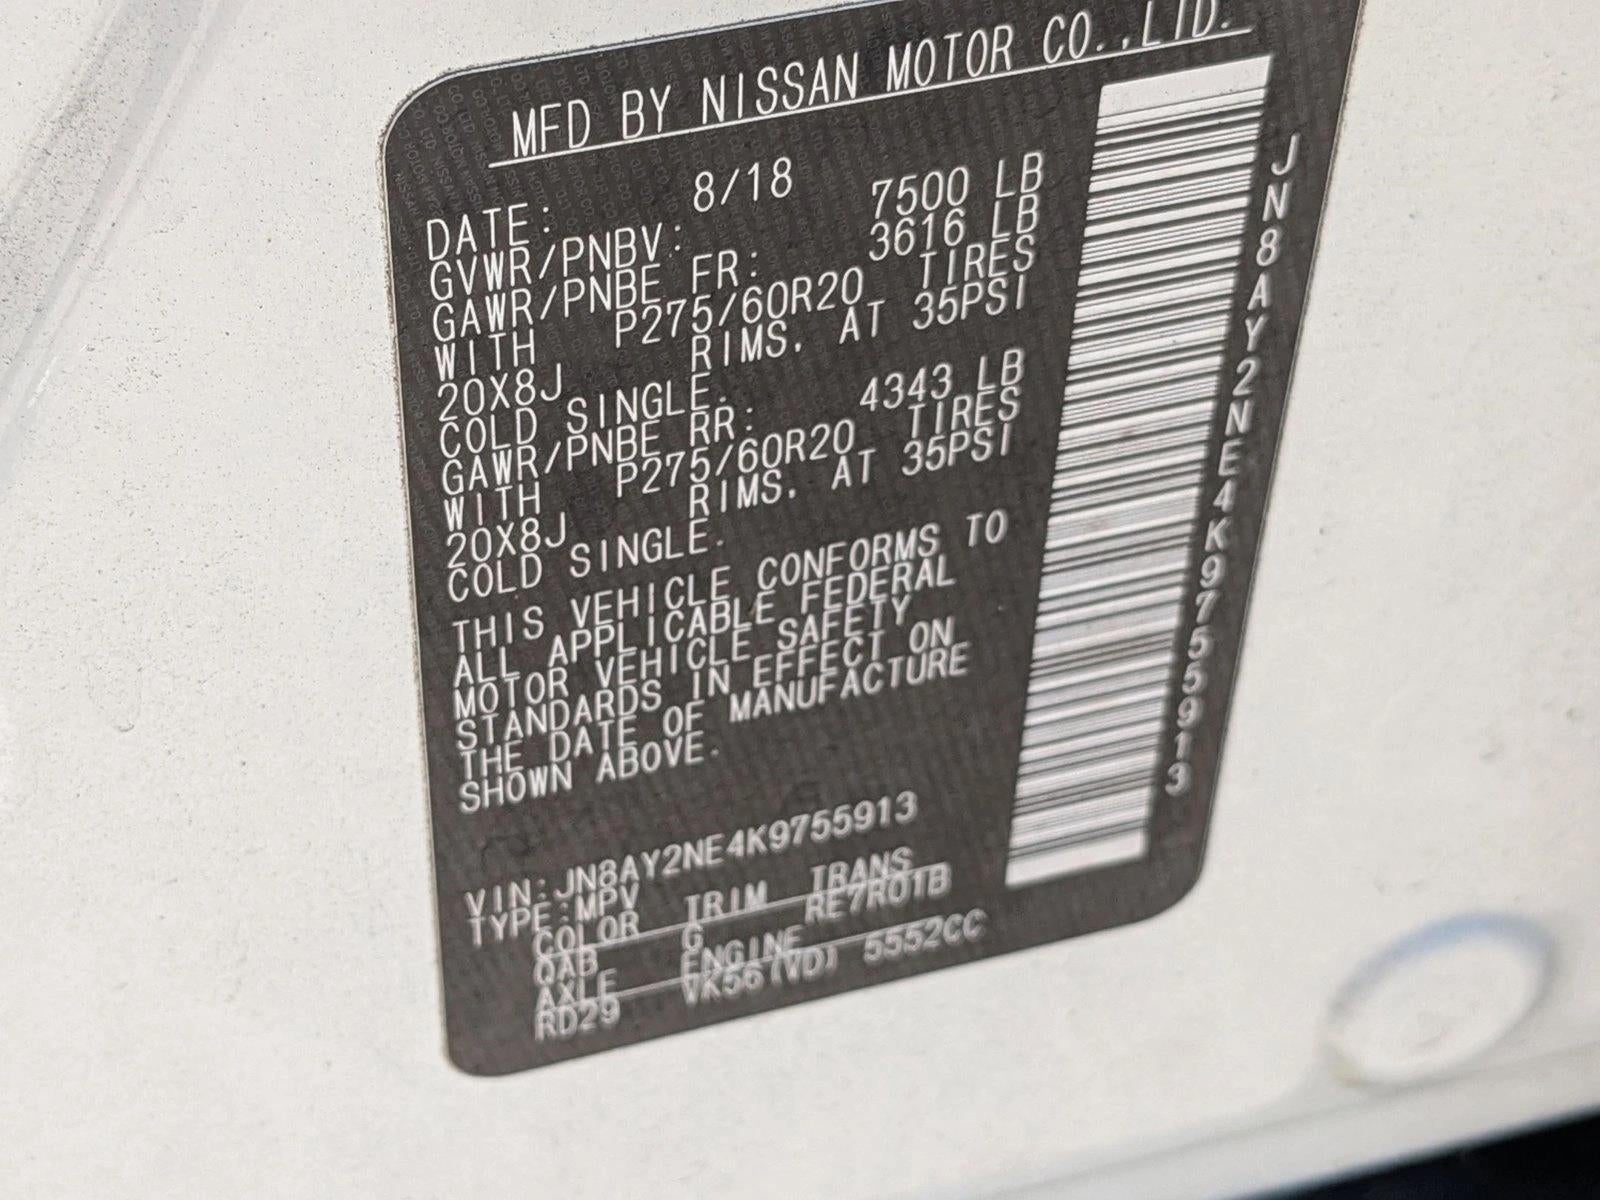 MFD BY NISSAN MOTOR CO.,LTD.
DATE: 8/18
GVWR/PNBV: 7500 LB
GAWR/PNBE FR: 3616 LB
WITH P275/60R20 TIRES
20X8J RIMS. AT 35PSI
COLD SINGLE.
GAWR/PNBE RR: 4343 LB
WITH P275/60R20 TIRES
20X8J RIMS. AT 35PSI
COLD SINGLE.
THIS VEHICLE CONFORMS TO
ALL APPLICABLE FEDERAL
MOTOR VEHICLE SAFETY
STANDARDS IN EFFECT ON
THE DATE OF MANUFACTURE
SHOWN ABOVE.
VIN:JN8AY2NE4K9755913
TYPE:MPV
COLOR TRIM TRANS
QAB G RE7R01B
AXLE ENGINE
RD29 VK56(VD) 5552CC
JN8AY2NE4K9755913